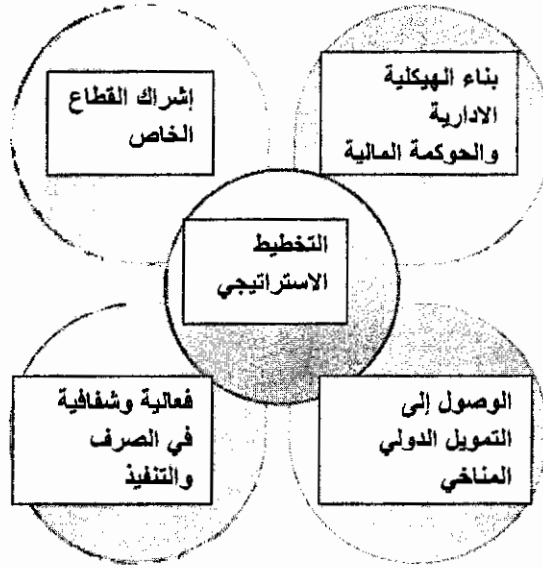 بناء الهيكلية
الادارية
والحوكمة المالية
إشراك القطاع
الخاص
التخطيط
الاستراتيجي
الوصول إلى
التمويل الدولي
المناخي
فعالية وشفافية
في الصرف
والتنفيذ